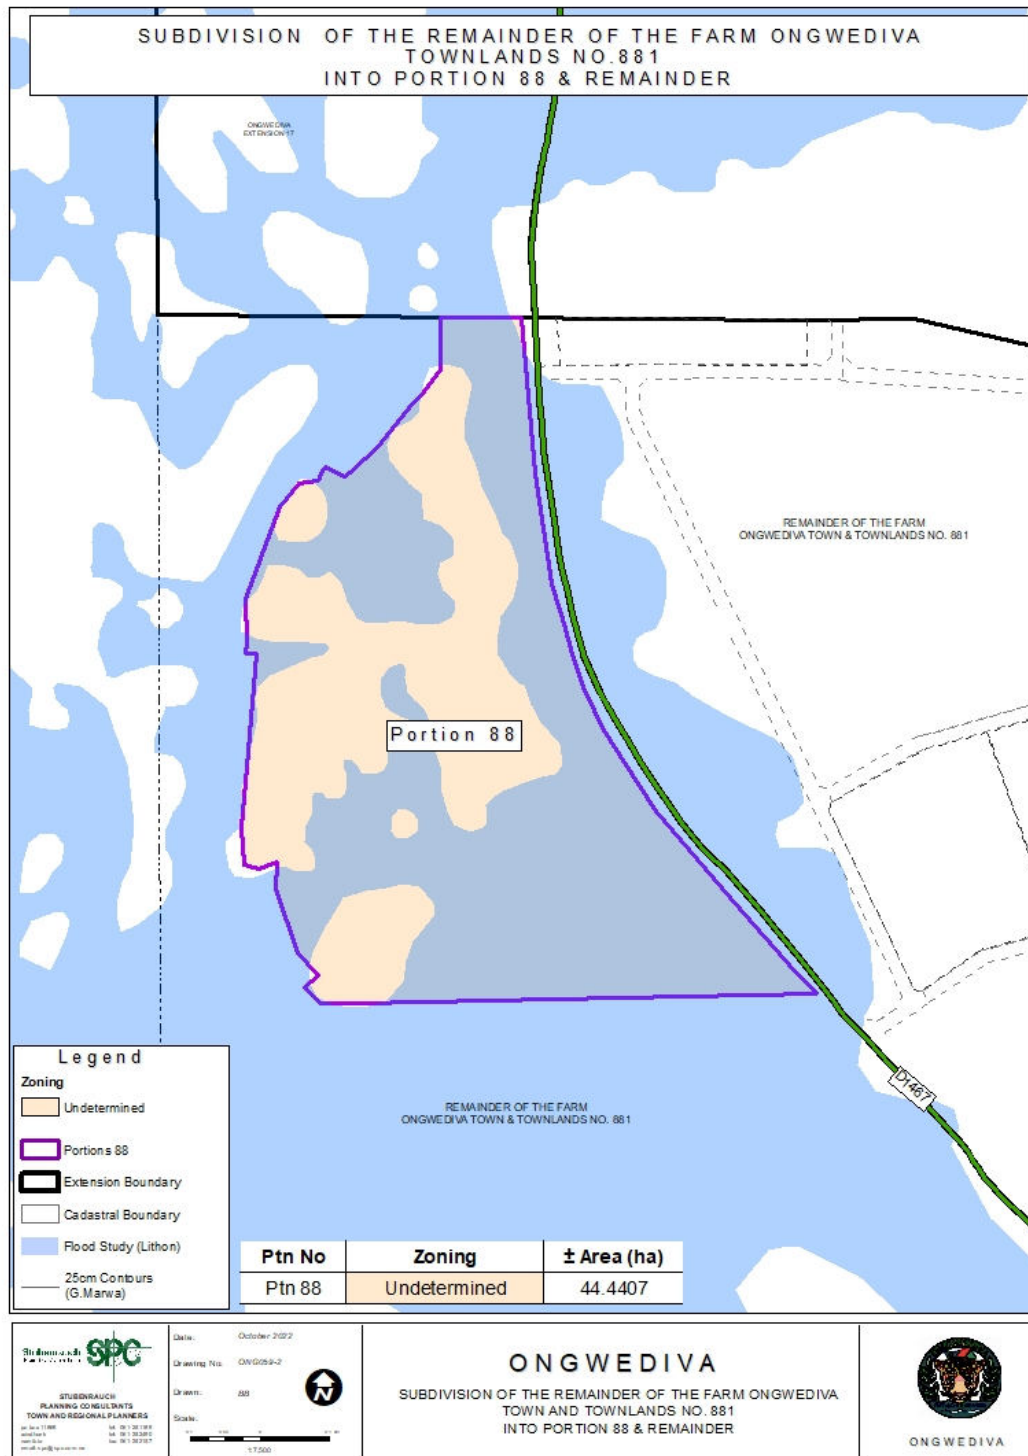 SUBDIVISION OF THE REMAINDER OF THE FARM ONGWEDIVA
TOWNLANDS NO.881
INTO PORTION 88 & REMAINDER
ONGWEDIVA
EXTENSION 17
REMAINDER OF THE FARM
ONGWEDIVA TOWN & TOWNLANDS NO. 881
Portion 88
D1467
REMAINDER OF THE FARM
ONGWEDIVA TOWN & TOWNLANDS NO. 881
Legend
Zoning
Undetermined
Portions 88
Extension Boundary
Cadastral Boundary
Flood Study (Lithon)
25cm Contours
(G.Marwa)
Ptn No Zoning ± Area (ha)
Ptn 88 Undetermined 44.4407
SPC
STUBENRAUCH
PLANNING CONSULTANTS
TOWN AND REGIONAL PLANNERS
Date: October 2022
Drawing No: ONG059-2
Drawn: BB
Scale:
1:7,500
N
ONGWEDIVA
SUBDIVISION OF THE REMAINDER OF THE FARM ONGWEDIVA
TOWN AND TOWNLANDS NO. 881
INTO PORTION 88 & REMAINDER
ONGWEDIVA